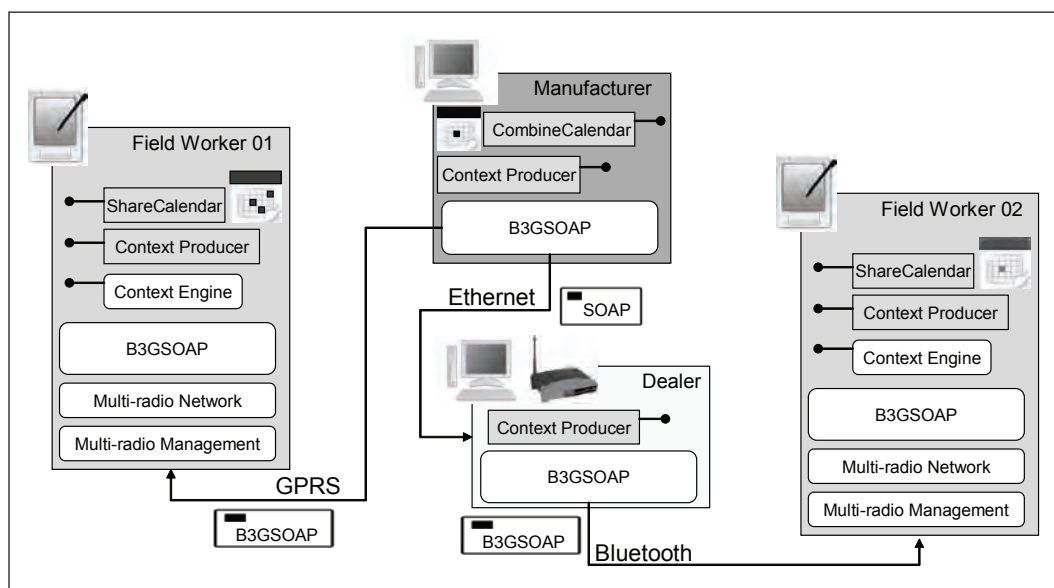 Manufacturer
CombineCalendar
Context Producer
B3GSOAP
Field Worker 01
ShareCalendar
Context Producer
Context Engine
B3GSOAP
Multi-radio Network
Multi-radio Management
Ethernet
SOAP
GPRS
B3GSOAP
Dealer
Context Producer
B3GSOAP
B3GSOAP
Bluetooth
Field Worker 02
ShareCalendar
Context Producer
Context Engine
B3GSOAP
Multi-radio Network
Multi-radio Management